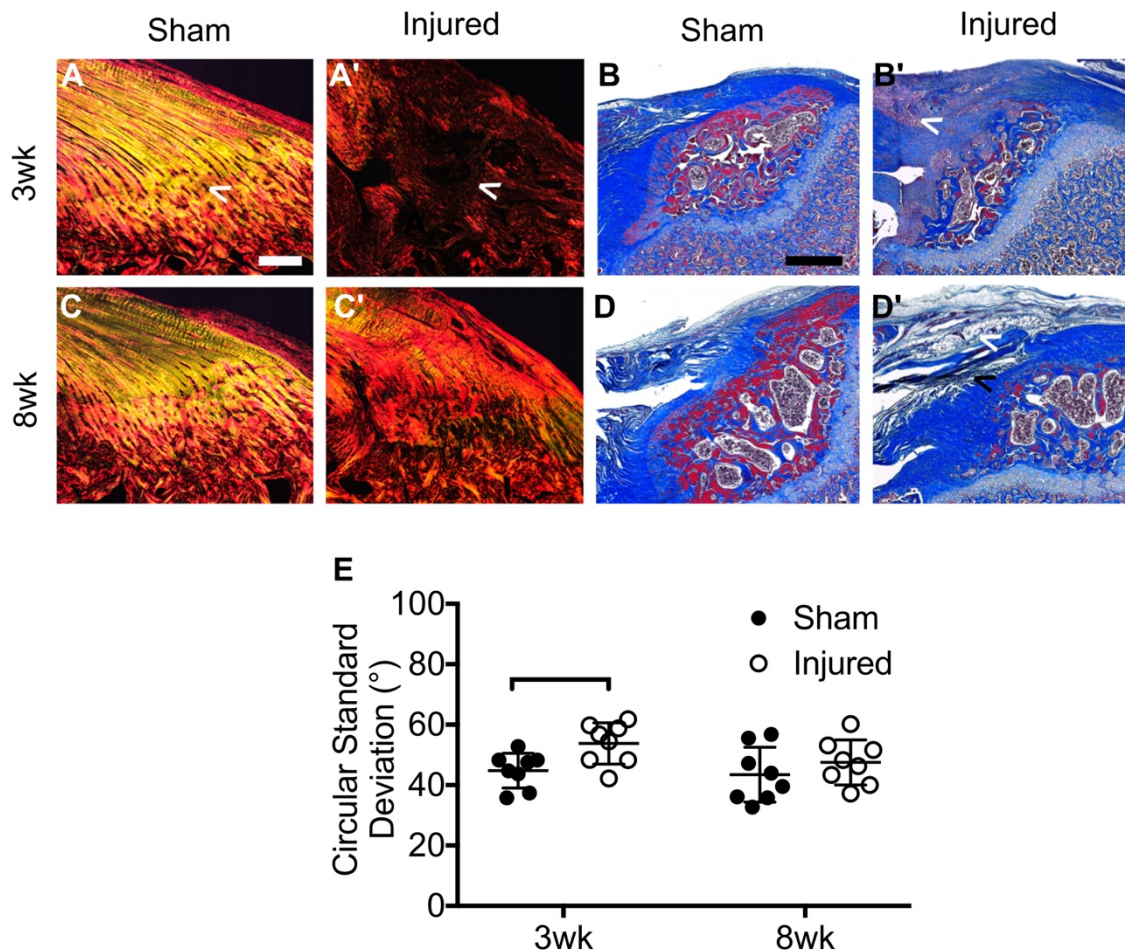 Sham Injured Sham Injured
3wk
A A' B B'
8wk
C C' D D'
E
Circular Standard
Deviation (°)
100
80
60
40
20
0
Sham
Injured
3wk 8wk